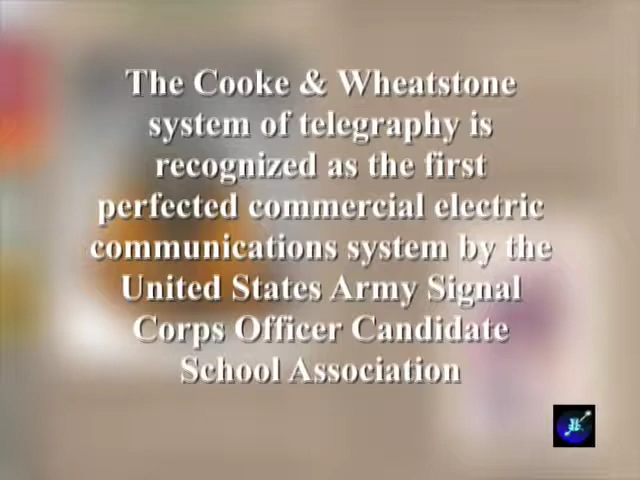 The Cooke & Wheatstone
system of telegraphy is
recognized as the first
perfected commercial electric
communications system by the
United States Army Signal
Corps Officer Candidate
School Association